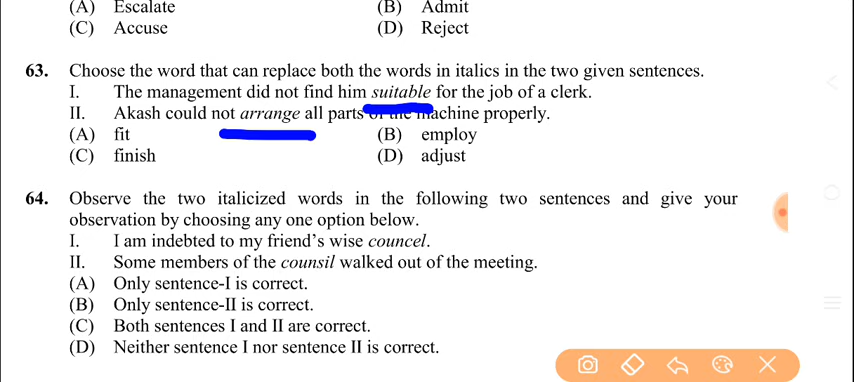 (A) Escalate (B) Admit
(C) Accuse (D) Reject
63. Choose the word that can replace both the words in italics in the two given sentences.
I. The management did not find him suitable for the job of a clerk.
II. Akash could not arrange all parts of the machine properly.
(A) fit (B) employ
(C) finish (D) adjust
64. Observe the two italicized words in the following two sentences and give your
observation by choosing any one option below.
I. I am indebted to my friend's wise councel.
II. Some members of the counsil walked out of the meeting.
(A) Only sentence-I is correct.
(B) Only sentence-II is correct.
(C) Both sentences I and II are correct.
(D) Neither sentence I nor sentence II is correct.